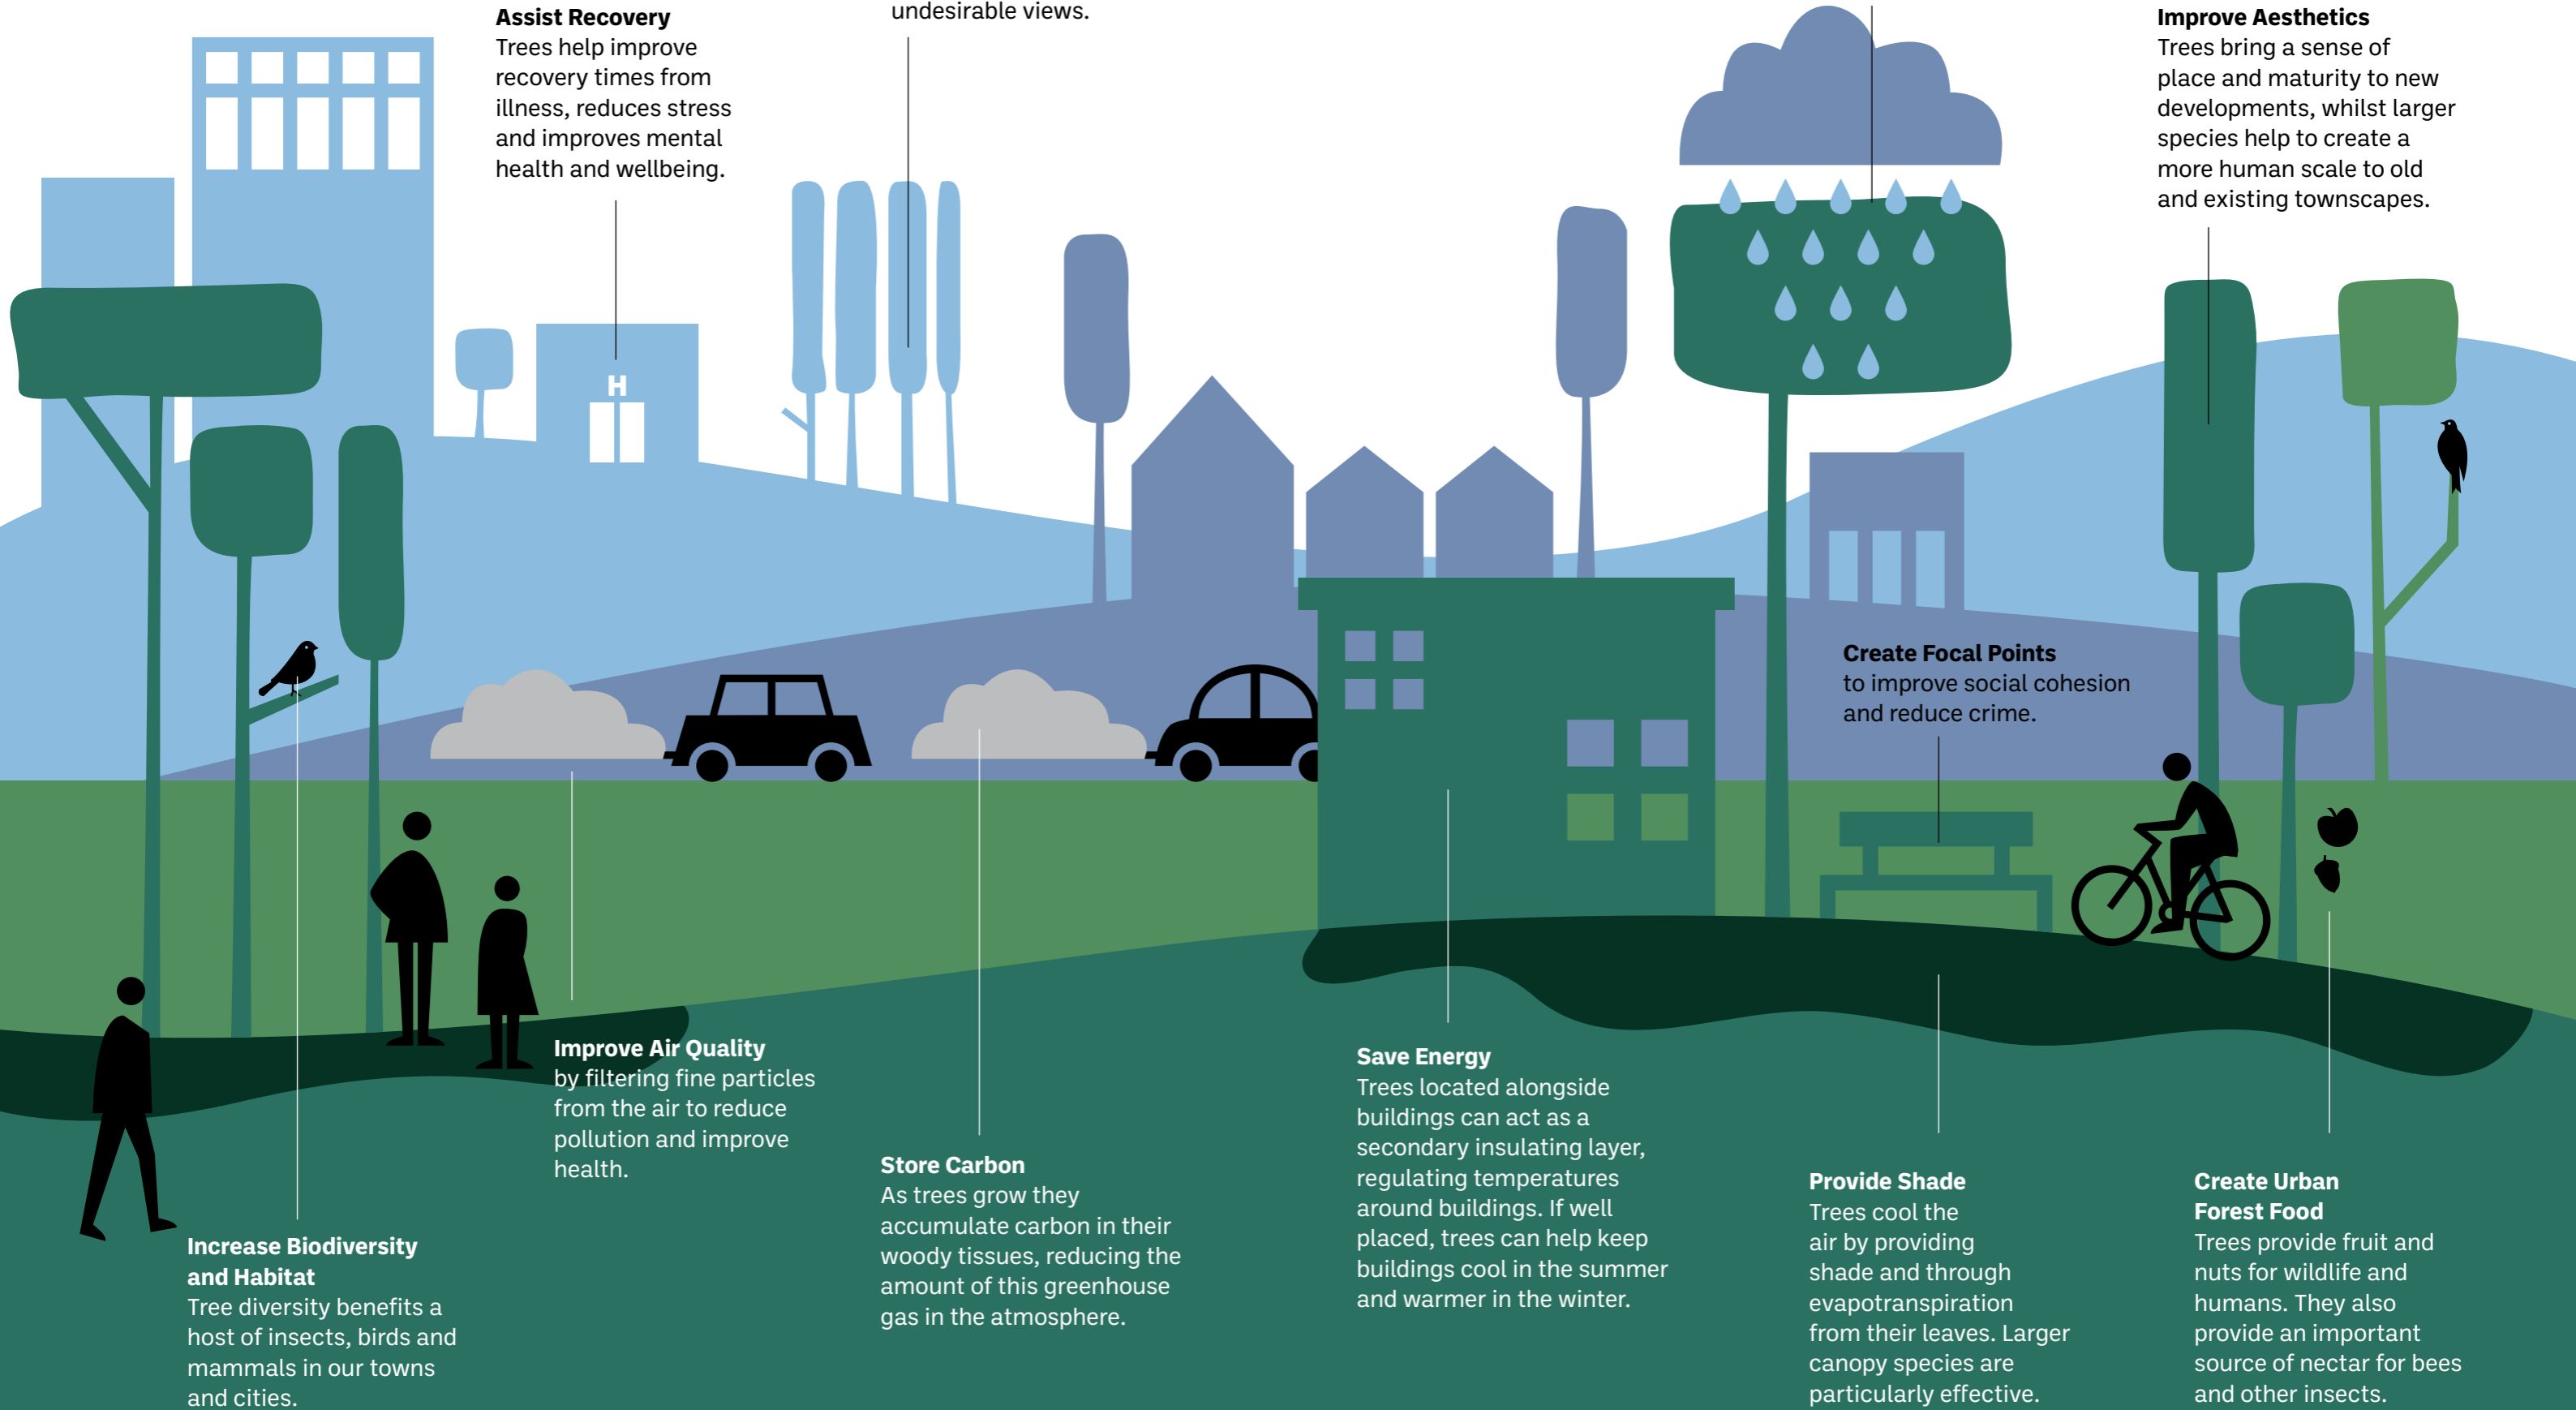 Assist Recovery
Trees help improve
recovery times from
illness, reduces stress
and improves mental
health and wellbeing.
undesirable views.
Improve Aesthetics
Trees bring a sense of
place and maturity to new
developments, whilst larger
species help to create a
more human scale to old
and existing townscapes.
H
Create Focal Points
to improve social cohesion
and reduce crime.
Improve Air Quality
by filtering fine particles
from the air to reduce
pollution and improve
health.
Increase Biodiversity
and Habitat
Tree diversity benefits a
host of insects, birds and
mammals in our towns
and cities.
Store Carbon
As trees grow they
accumulate carbon in their
woody tissues, reducing the
amount of this greenhouse
gas in the atmosphere.
Save Energy
Trees located alongside
buildings can act as a
secondary insulating layer,
regulating temperatures
around buildings. If well
placed, trees can help keep
buildings cool in the summer
and warmer in the winter.
Provide Shade
Trees cool the
air by providing
shade and through
evapotranspiration
from their leaves. Larger
canopy species are
particularly effective.
Create Urban
Forest Food
Trees provide fruit and
nuts for wildlife and
humans. They also
provide an important
source of nectar for bees
and other insects.